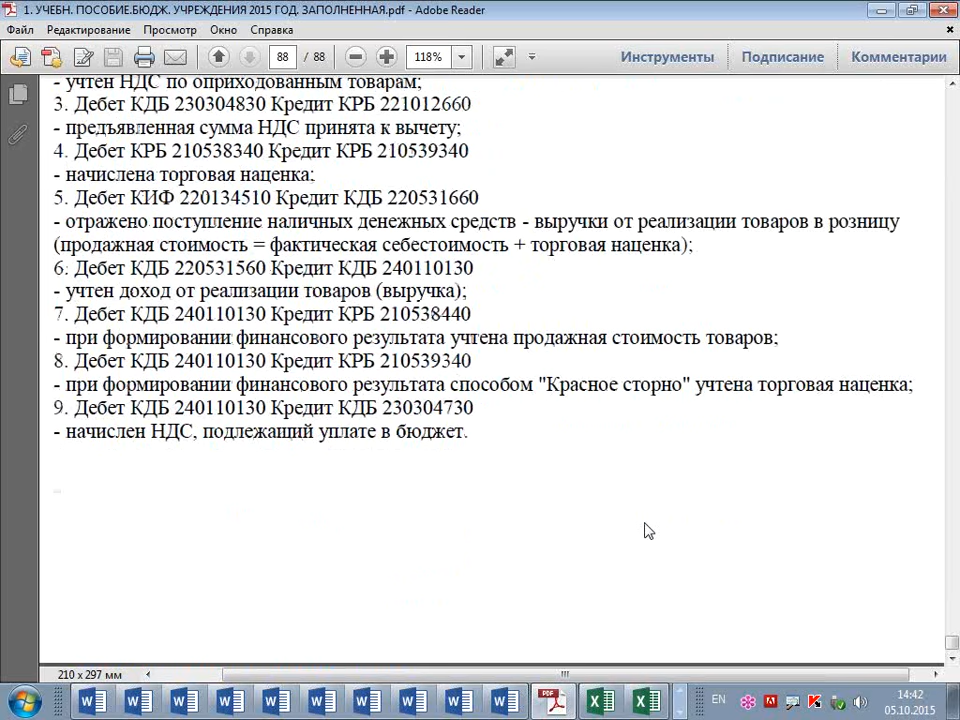 1. УЧЕБН. ПОСОБИЕ.БЮДЖ. УЧРЕЖДЕНИЯ 2015 ГОД. ЗАПОЛНЕННАЯ.pdf - Adobe Reader
Файл Редактирование Просмотр Окно Справка
88 / 88 118% Инструменты Подписание Комментарии
- учтен НДС по оприходованным товарам;
3. Дебет КДБ 230304830 Кредит КРБ 221012660
- предъявленная сумма НДС принята к вычету;
4. Дебет КРБ 210538340 Кредит КРБ 210539340
- начислена торговая наценка;
5. Дебет КИФ 220134510 Кредит КДБ 220531660
- отражено поступление наличных денежных средств - выручки от реализации товаров в розницу
(продажная стоимость = фактическая себестоимость + торговая наценка);
6. Дебет КДБ 220531560 Кредит КДБ 240110130
- учтен доход от реализации товаров (выручка);
7. Дебет КДБ 240110130 Кредит КРБ 210538440
- при формировании финансового результата учтена продажная стоимость товаров;
8. Дебет КДБ 240110130 Кредит КРБ 210539340
- при формировании финансового результата способом "Красное сторно" учтена торговая наценка;
9. Дебет КДБ 240110130 Кредит КДБ 230304730
- начислен НДС, подлежащий уплате в бюджет.
210 x 297 мм
EN
14:42
05.10.2015